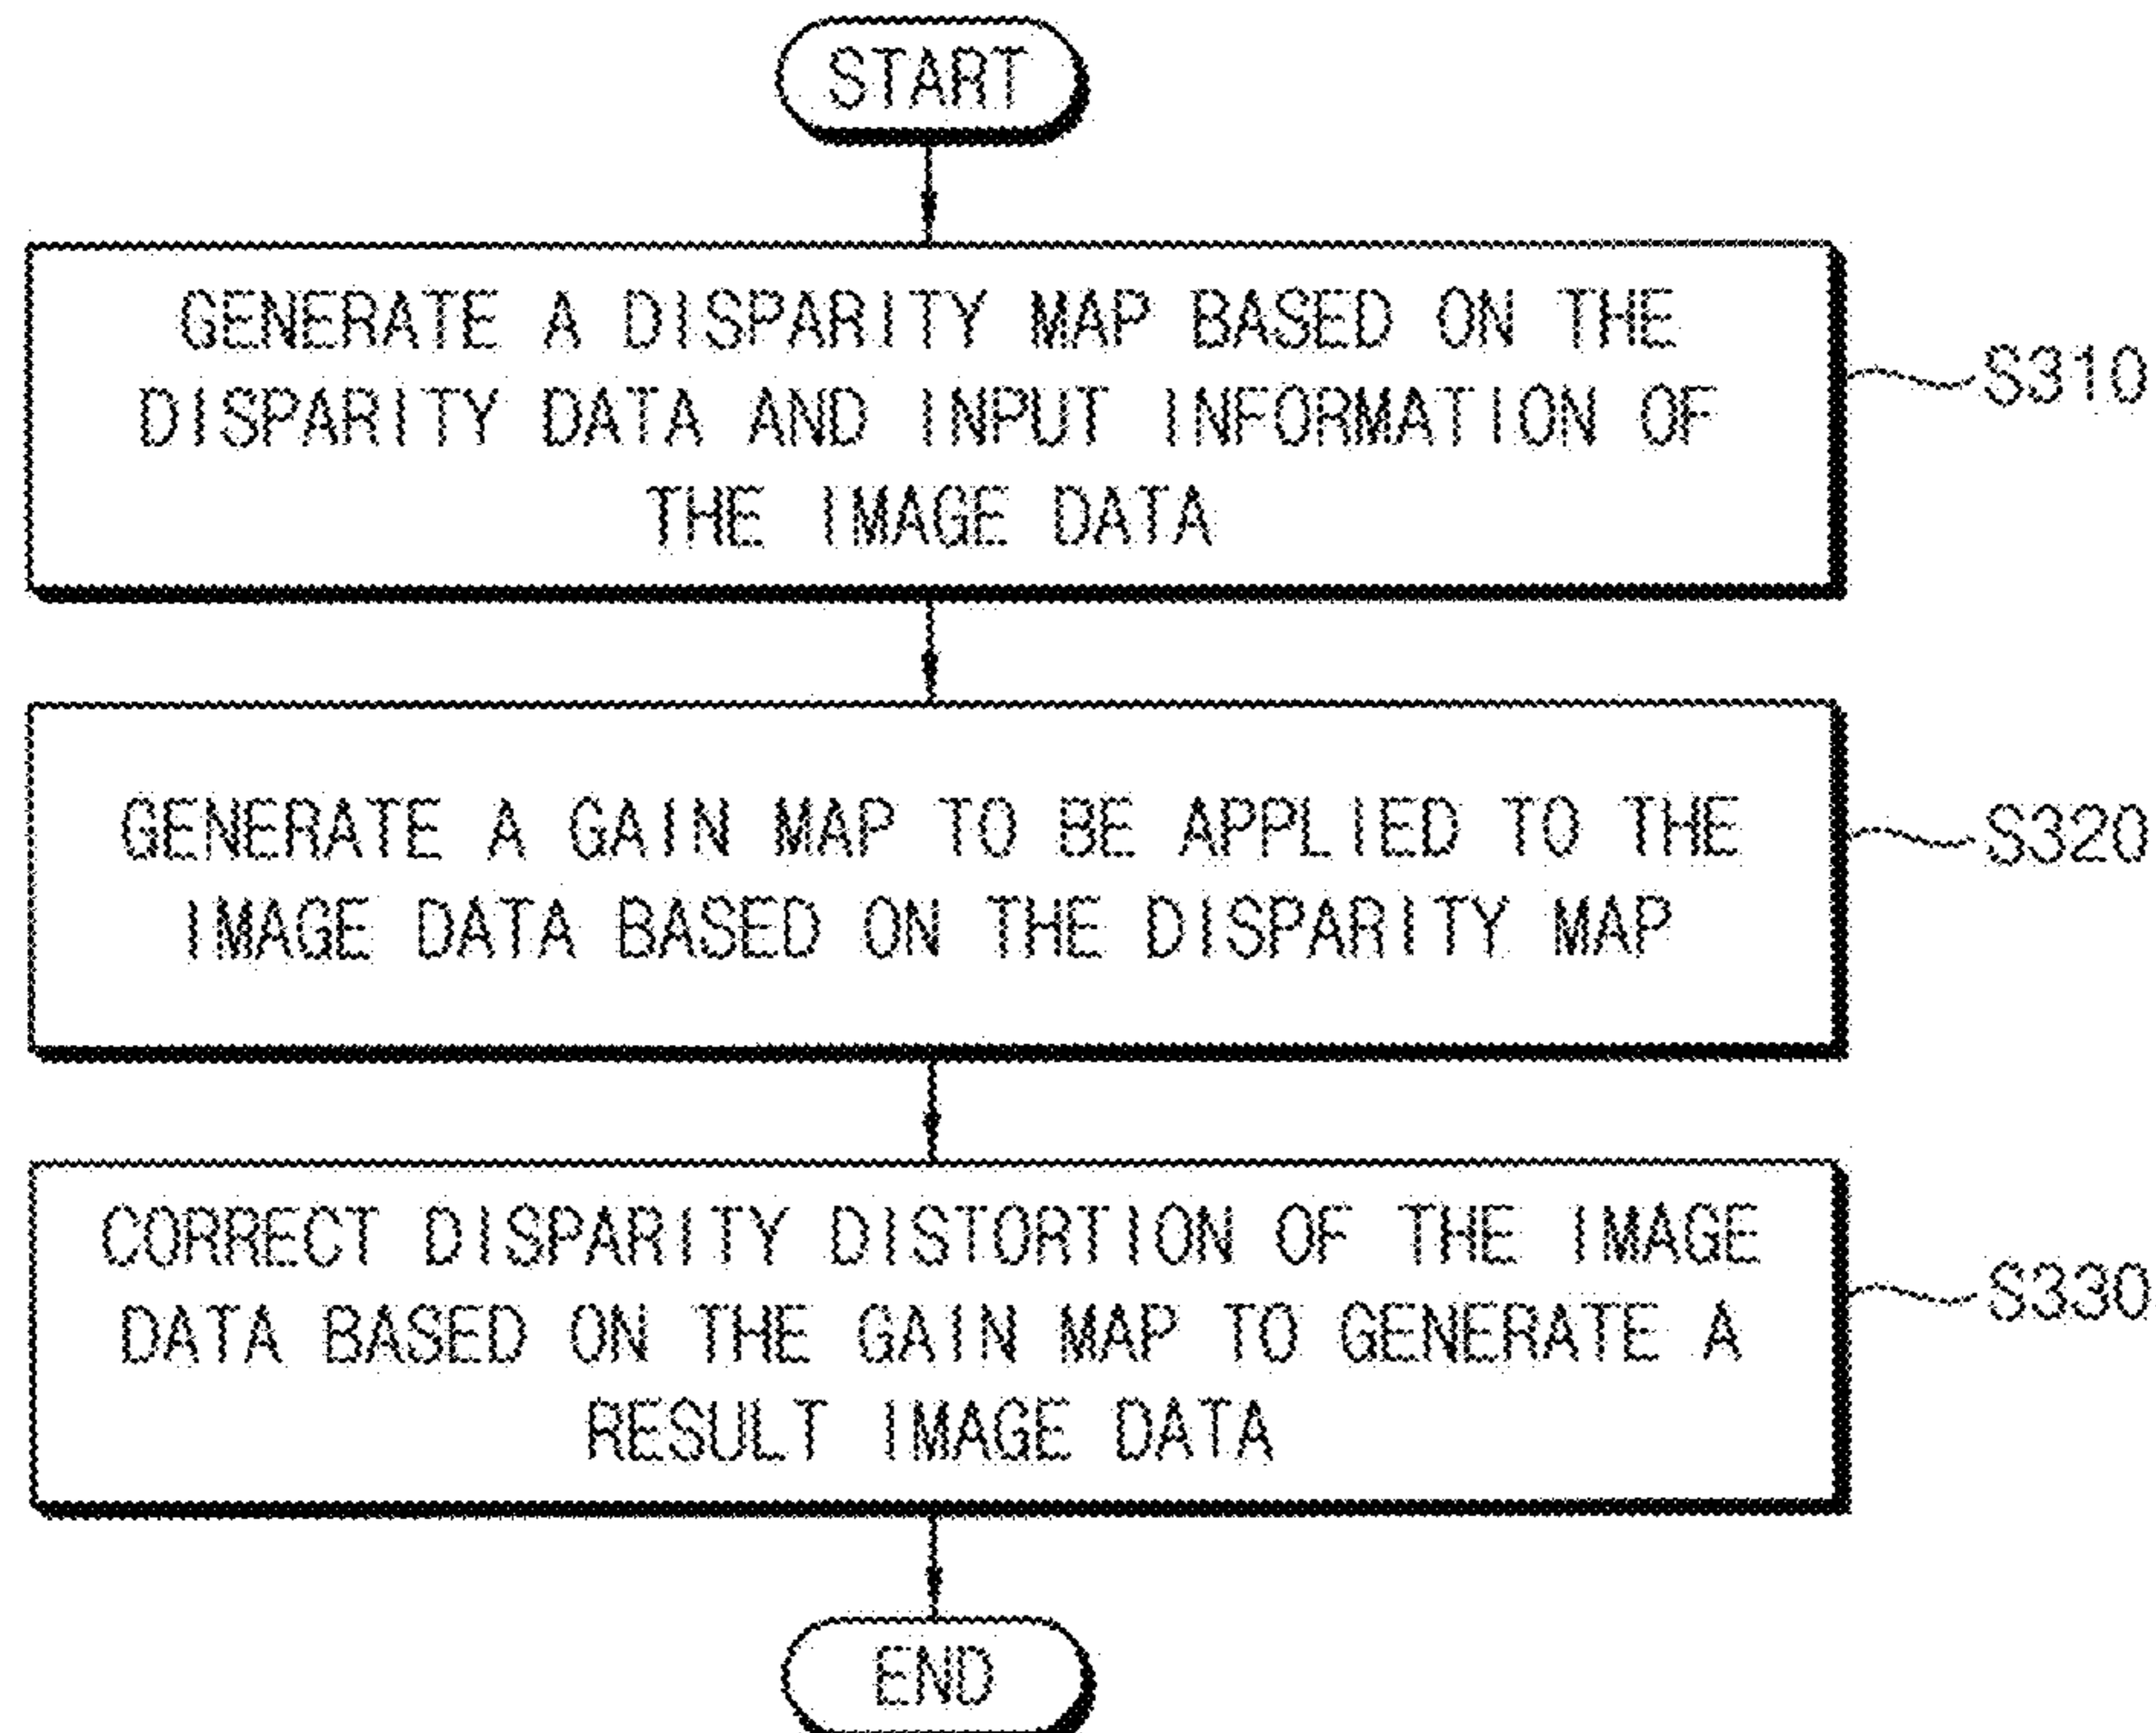 START
GENERATE A DISPARITY MAP BASED ON THE
DISPARITY DATA AND INPUT INFORMATION OF
THE IMAGE DATA
S310
GENERATE A GAIN MAP TO BE APPLIED TO THE
IMAGE DATA BASED ON THE DISPARITY MAP
S320
CORRECT DISPARITY DISTORTION OF THE IMAGE
DATA BASED ON THE GAIN MAP TO GENERATE A
RESULT IMAGE DATA
S330
END